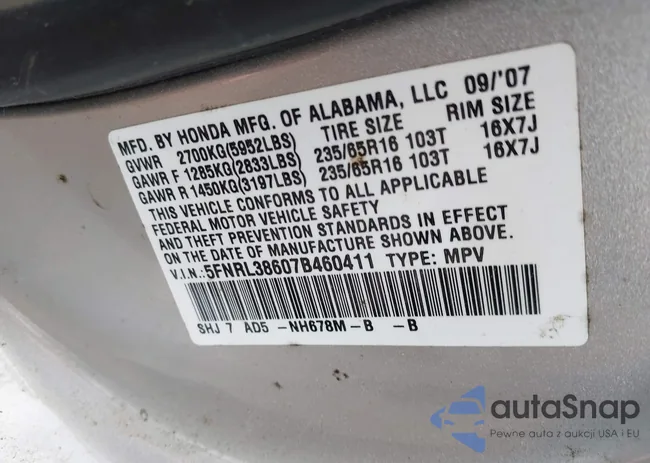 MFD. BY HONDA MFG. OF ALABAMA, LLC 09/'07
GVWR 2700KG(5952LBS) TIRE SIZE RIM SIZE
GAWR F 1285KG(2833LBS) 235/65R16 103T 16X7J
GAWR R 1450KG(3197LBS) 235/65R16 103T 16X7J
THIS VEHICLE CONFORMS TO ALL APPLICABLE
FEDERAL MOTOR VEHICLE SAFETY
AND THEFT PREVENTION STANDARDS IN EFFECT
ON THE DATE OF MANUFACTURE SHOWN ABOVE.
V.I.N.:5FNRL38607B460411 TYPE: MPV
SHJ 7 AD5 -NH678M-B -B
autaSnap
Pewne auta z aukcji USA i EU